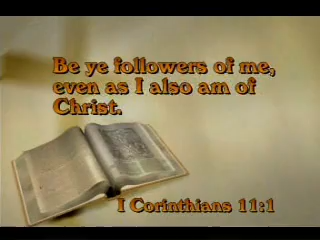 Be ye followers of me,
even as I also am of
Christ.
I Corinthians 11:1